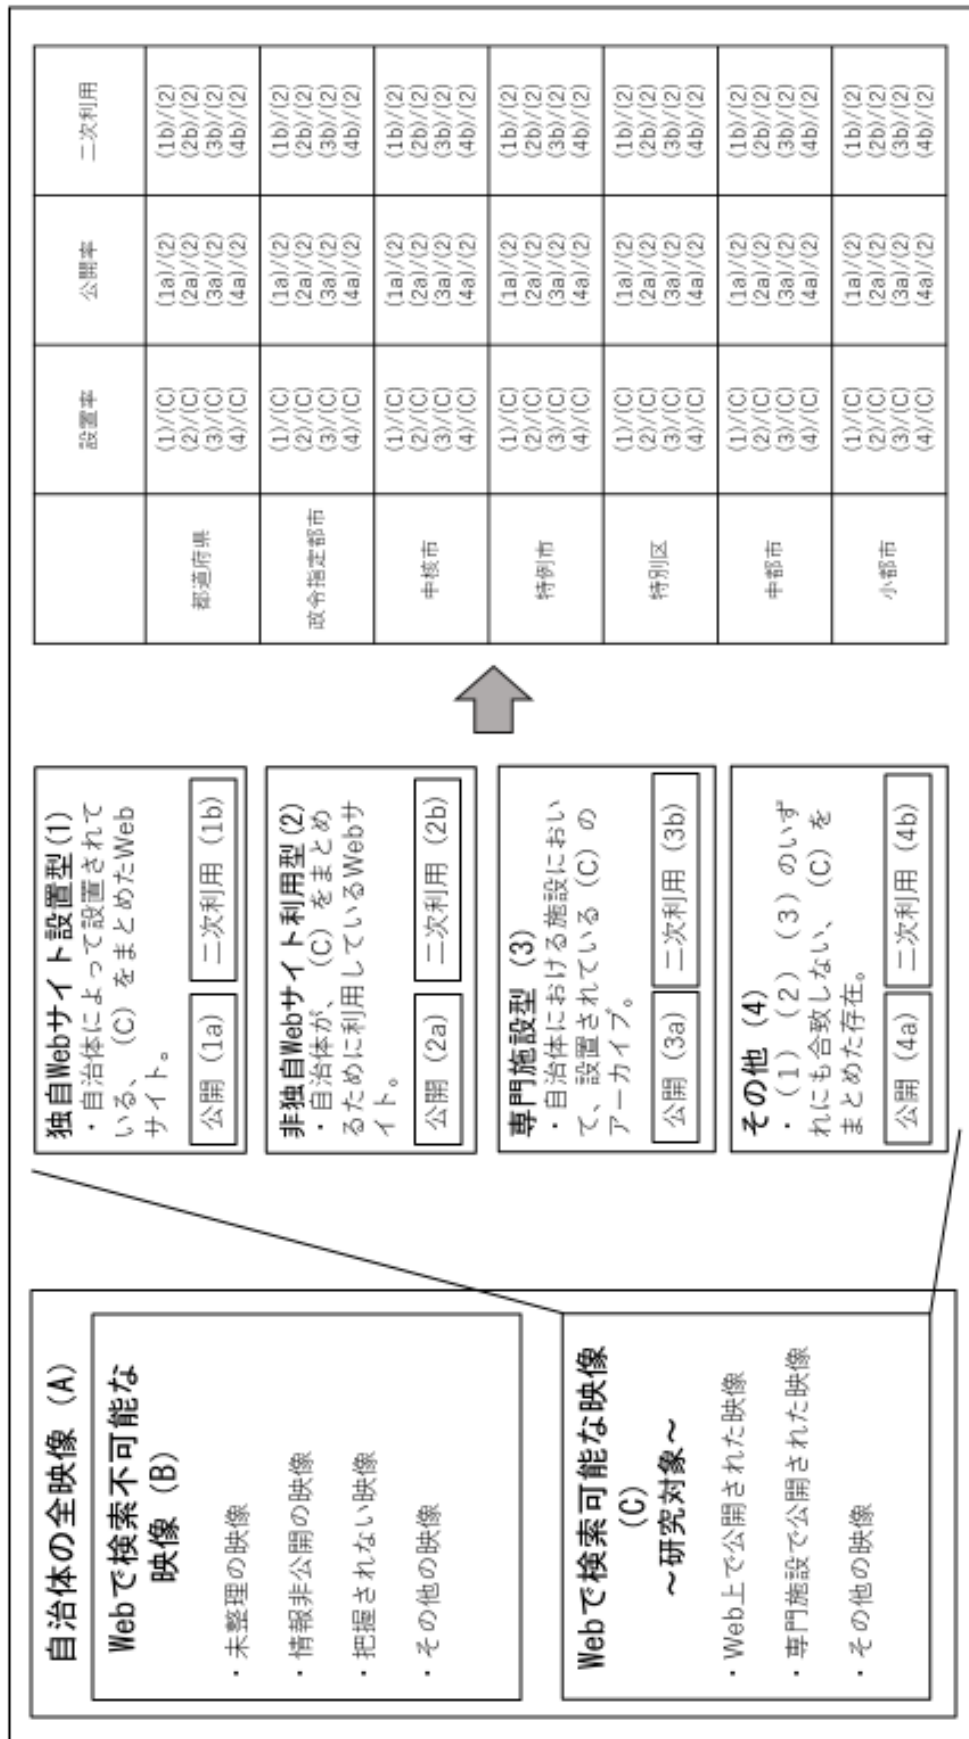 自治体の全映像 (A)
Webで検索不可能な
映像 (B)
・未整理の映像
・情報非公開の映像
・把握されない映像
・その他の映像
Webで検索可能な映像
(C)
～研究対象～
・Web上で公開された映像
・専門施設で公開された映像
・その他の映像
独自Webサイト設置型(1)
・自治体によって設置されて
いる、(C) をまとめたWeb
サイト。
公開 (1a)
二次利用 (1b)
非独自Webサイト利用型(2)
・自治体が、(C) をまとめ
るために利用しているWebサ
イト。
公開 (2a)
二次利用 (2b)
専門施設型 (3)
・自治体における施設におい
て、設置されている (C) の
アーカイブ。
公開 (3a)
二次利用 (3b)
その他 (4)
・(1) (2) (3) のいず
れにも合致しない、(C) を
まとめた存在。
公開 (4a)
二次利用 (4b)
設置率 公開率 二次利用
都道府県
(1)/(C) (1a)/(2) (1b)/(2)
(2)/(C) (2a)/(2) (2b)/(2)
(3)/(C) (3a)/(2) (3b)/(2)
(4)/(C) (4a)/(2) (4b)/(2)
政令指定都市
(1)/(C) (1a)/(2) (1b)/(2)
(2)/(C) (2a)/(2) (2b)/(2)
(3)/(C) (3a)/(2) (3b)/(2)
(4)/(C) (4a)/(2) (4b)/(2)
中核市
(1)/(C) (1a)/(2) (1b)/(2)
(2)/(C) (2a)/(2) (2b)/(2)
(3)/(C) (3a)/(2) (3b)/(2)
(4)/(C) (4a)/(2) (4b)/(2)
特例市
(1)/(C) (1a)/(2) (1b)/(2)
(2)/(C) (2a)/(2) (2b)/(2)
(3)/(C) (3a)/(2) (3b)/(2)
(4)/(C) (4a)/(2) (4b)/(2)
特別区
(1)/(C) (1a)/(2) (1b)/(2)
(2)/(C) (2a)/(2) (2b)/(2)
(3)/(C) (3a)/(2) (3b)/(2)
(4)/(C) (4a)/(2) (4b)/(2)
中都市
(1)/(C) (1a)/(2) (1b)/(2)
(2)/(C) (2a)/(2) (2b)/(2)
(3)/(C) (3a)/(2) (3b)/(2)
(4)/(C) (4a)/(2) (4b)/(2)
小都市
(1)/(C) (1a)/(2) (1b)/(2)
(2)/(C) (2a)/(2) (2b)/(2)
(3)/(C) (3a)/(2) (3b)/(2)
(4)/(C) (4a)/(2) (4b)/(2)